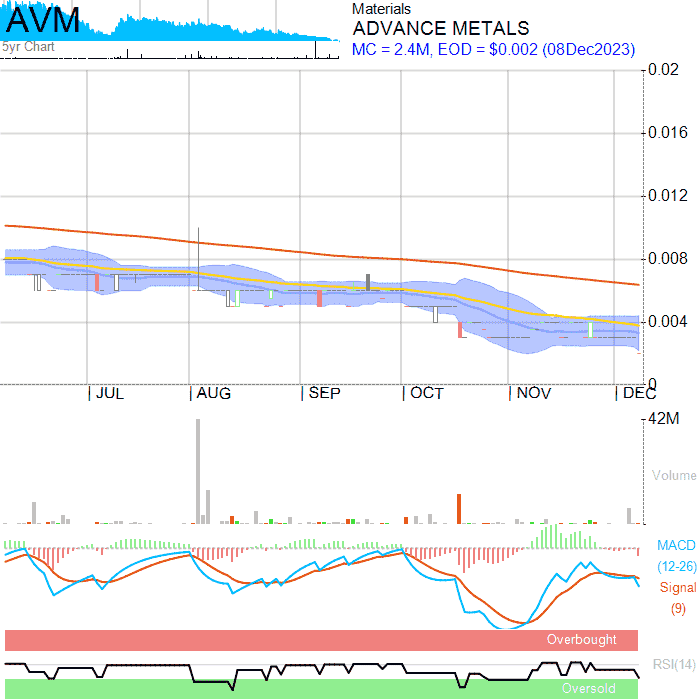 AVM
5yr Chart
Materials
ADVANCE METALS
MC = 2.4M, EOD = $0.002 (08Dec2023)
0.02
0.016
0.012
0.008
0.004
0
JUL AUG SEP OCT NOV DEC
42M
Volume
MACD
(12-26)
Signal
(9)
Overbought
RSI(14)
Oversold